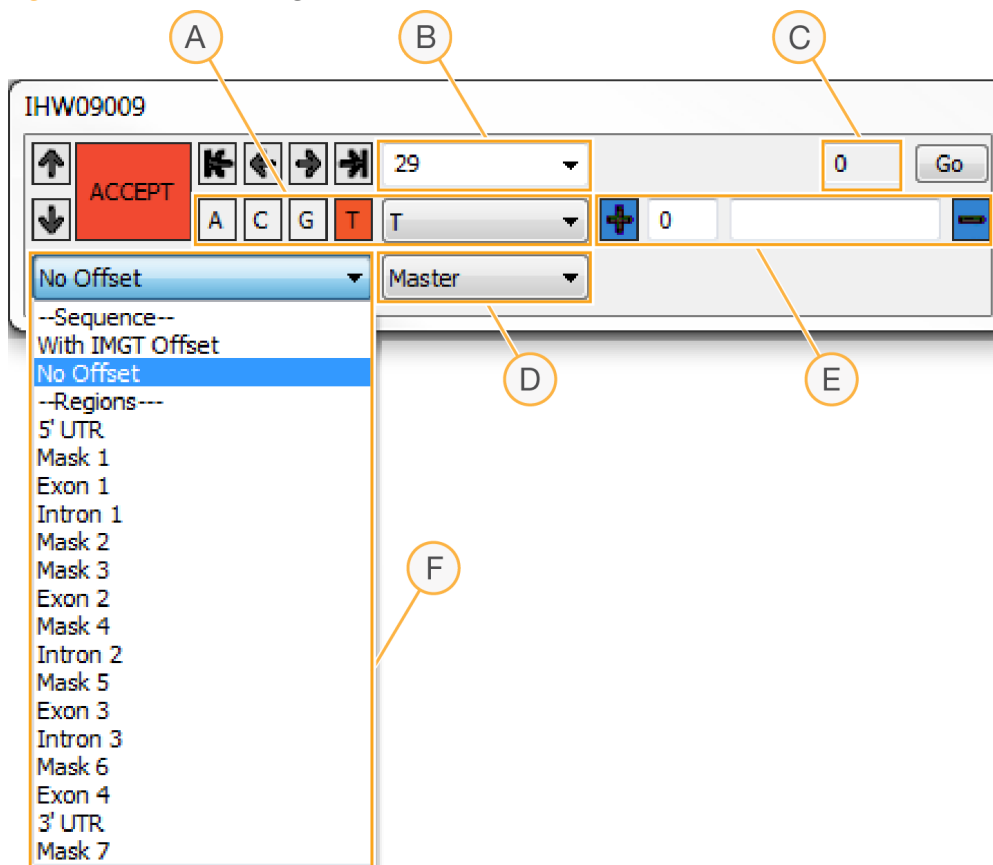 A B C
IHW09009
29 0 Go
ACCEPT
A C G T T 0
No Offset Master
--Sequence--
With IMGT Offset
No Offset
--Regions---
5' UTR
Mask 1
Exon 1
Intron 1
Mask 2
Mask 3
Exon 2
Mask 4
Intron 2
Mask 5
Exon 3
Intron 3
Mask 6
Exon 4
3' UTR
Mask 7
D E
F